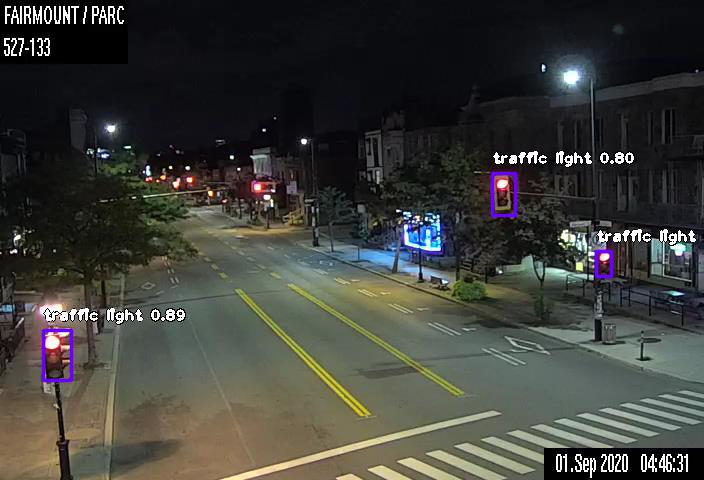 FAIRMOUNT / PARC
527-133
traffic light 0.80
traffic light
traffic light 0.89
01.Sep 2020 04:46:31